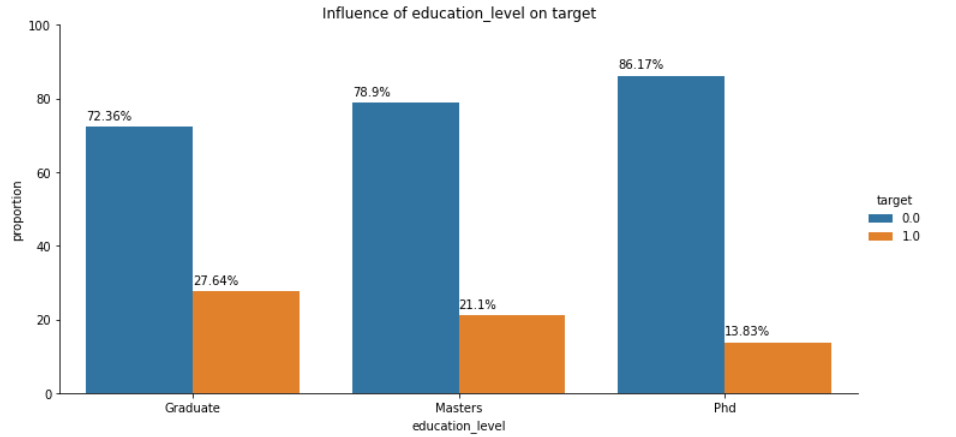 Influence of education_level on target
100
80
60
40
20
0
proportion
72.36%
27.64%
78.9%
21.1%
86.17%
13.83%
Graduate
Masters
Phd
education_level
target
0.0
1.0